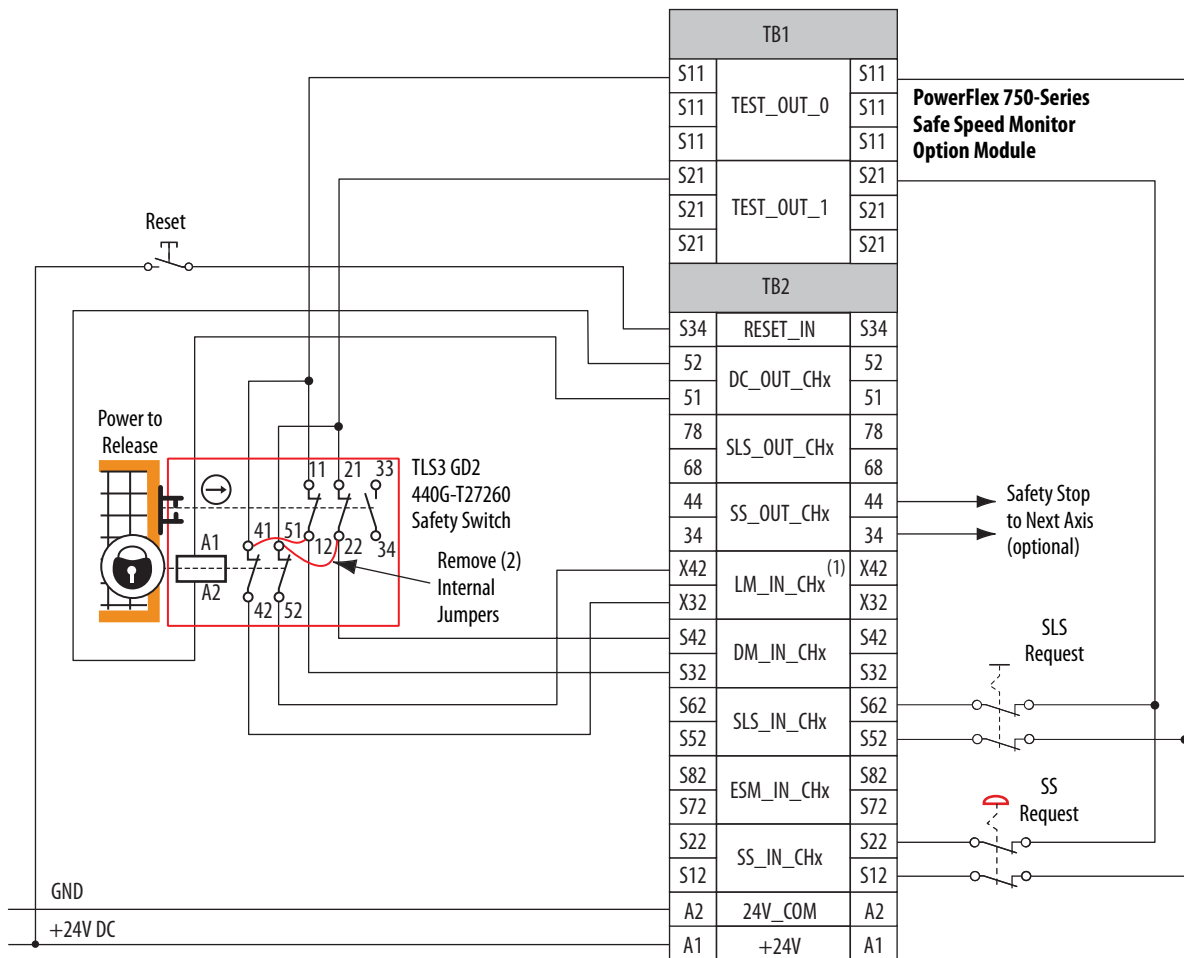 TB1
S11 S11
S11 TEST_OUT_0 S11
S11 S11
S21 S21
S21 TEST_OUT_1 S21
S21 S21
PowerFlex 750-Series
Safe Speed Monitor
Option Module
Reset
TB2
S34 RESET_IN S34
52 52
DC_OUT_CHx
51 51
78 78
SLS_OUT_CHx
68 68
44 44
SS_OUT_CHx
34 34
X42 X42
LM_IN_CHx (1)
X32 X32
S42 S42
DM_IN_CHx
S32 S32
S62 S62
SLS_IN_CHx
S52 S52
S82 S82
ESM_IN_CHx
S72 S72
S22 S22
SS_IN_CHx
S12 S12
A2 24V_COM A2
A1 +24V A1
Power to
Release
11 21 33
41 51 12 22 34
A1
A2
42 52
TLS3 GD2
440G-T27260
Safety Switch
Remove (2)
Internal
Jumpers
Safety Stop
to Next Axis
(optional)
SLS
Request
SS
Request
GND
+24V DC